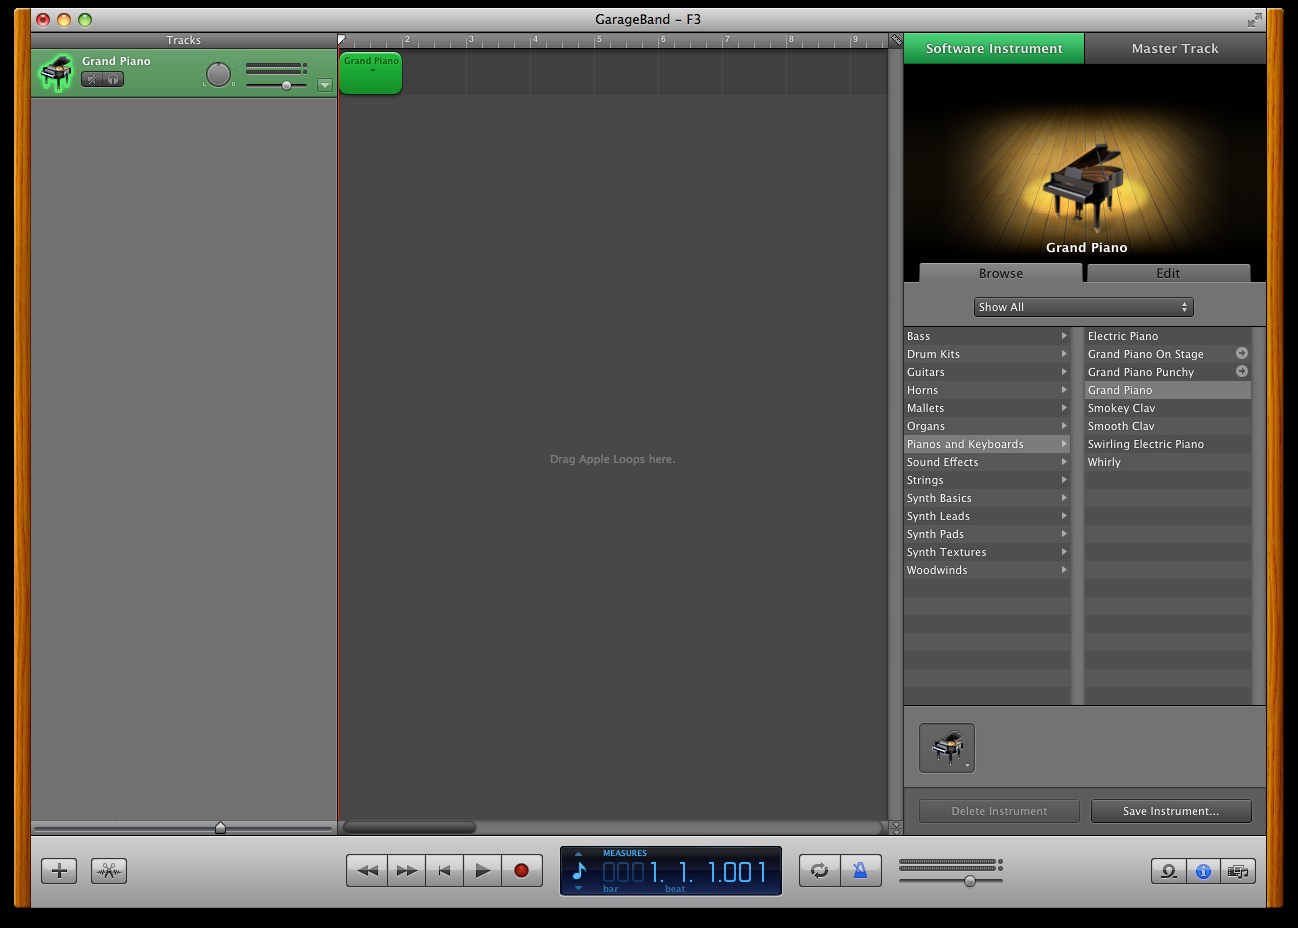 GarageBand – F3
Tracks
2 3 4 5 6 7 8 9
Software Instrument
Master Track
Grand Piano
L R
Grand Piano
Grand Piano
Browse
Edit
Show All
Bass
Drum Kits
Guitars
Horns
Mallets
Organs
Pianos and Keyboards
Sound Effects
Strings
Synth Basics
Synth Leads
Synth Pads
Synth Textures
Woodwinds
Electric Piano
Grand Piano On Stage
Grand Piano Punchy
Grand Piano
Smokey Clav
Smooth Clav
Swirling Electric Piano
Whirly
Drag Apple Loops here.
Delete Instrument
Save Instrument...
MEASURES
0001. 1. 1.001
bar beat